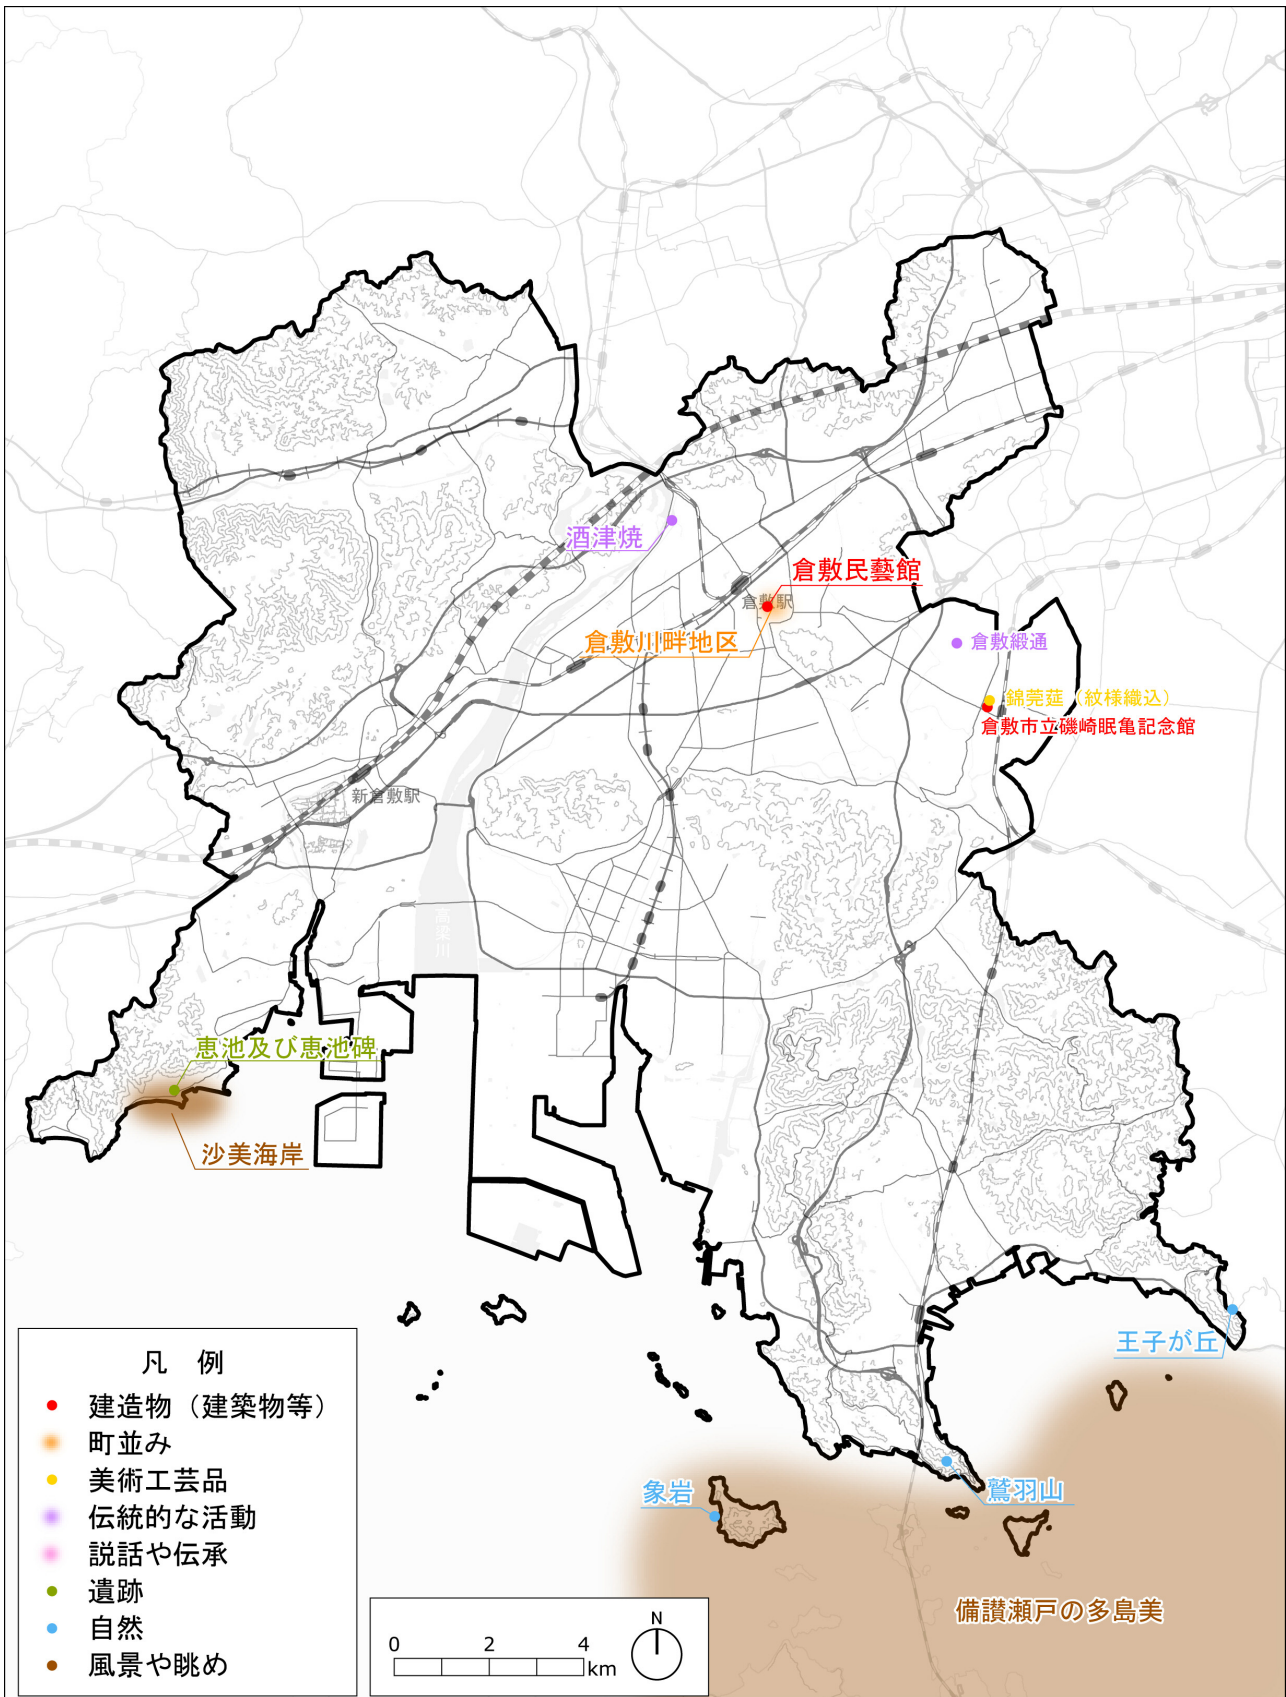 酒津焼
倉敷民藝館
倉敷駅
倉敷川畔地区
倉敷緞通
錦莞莚（紋様織込）
倉敷市立磯崎眠亀記念館
新倉敷駅
高梁川
恵池及び恵池碑
沙美海岸
王子が丘
象岩
鷲羽山
備讃瀬戸の多島美
凡 例
建造物（建築物等）
町並み
美術工芸品
伝統的な活動
説話や伝承
遺跡
自然
風景や眺め
0 2 4
km
N